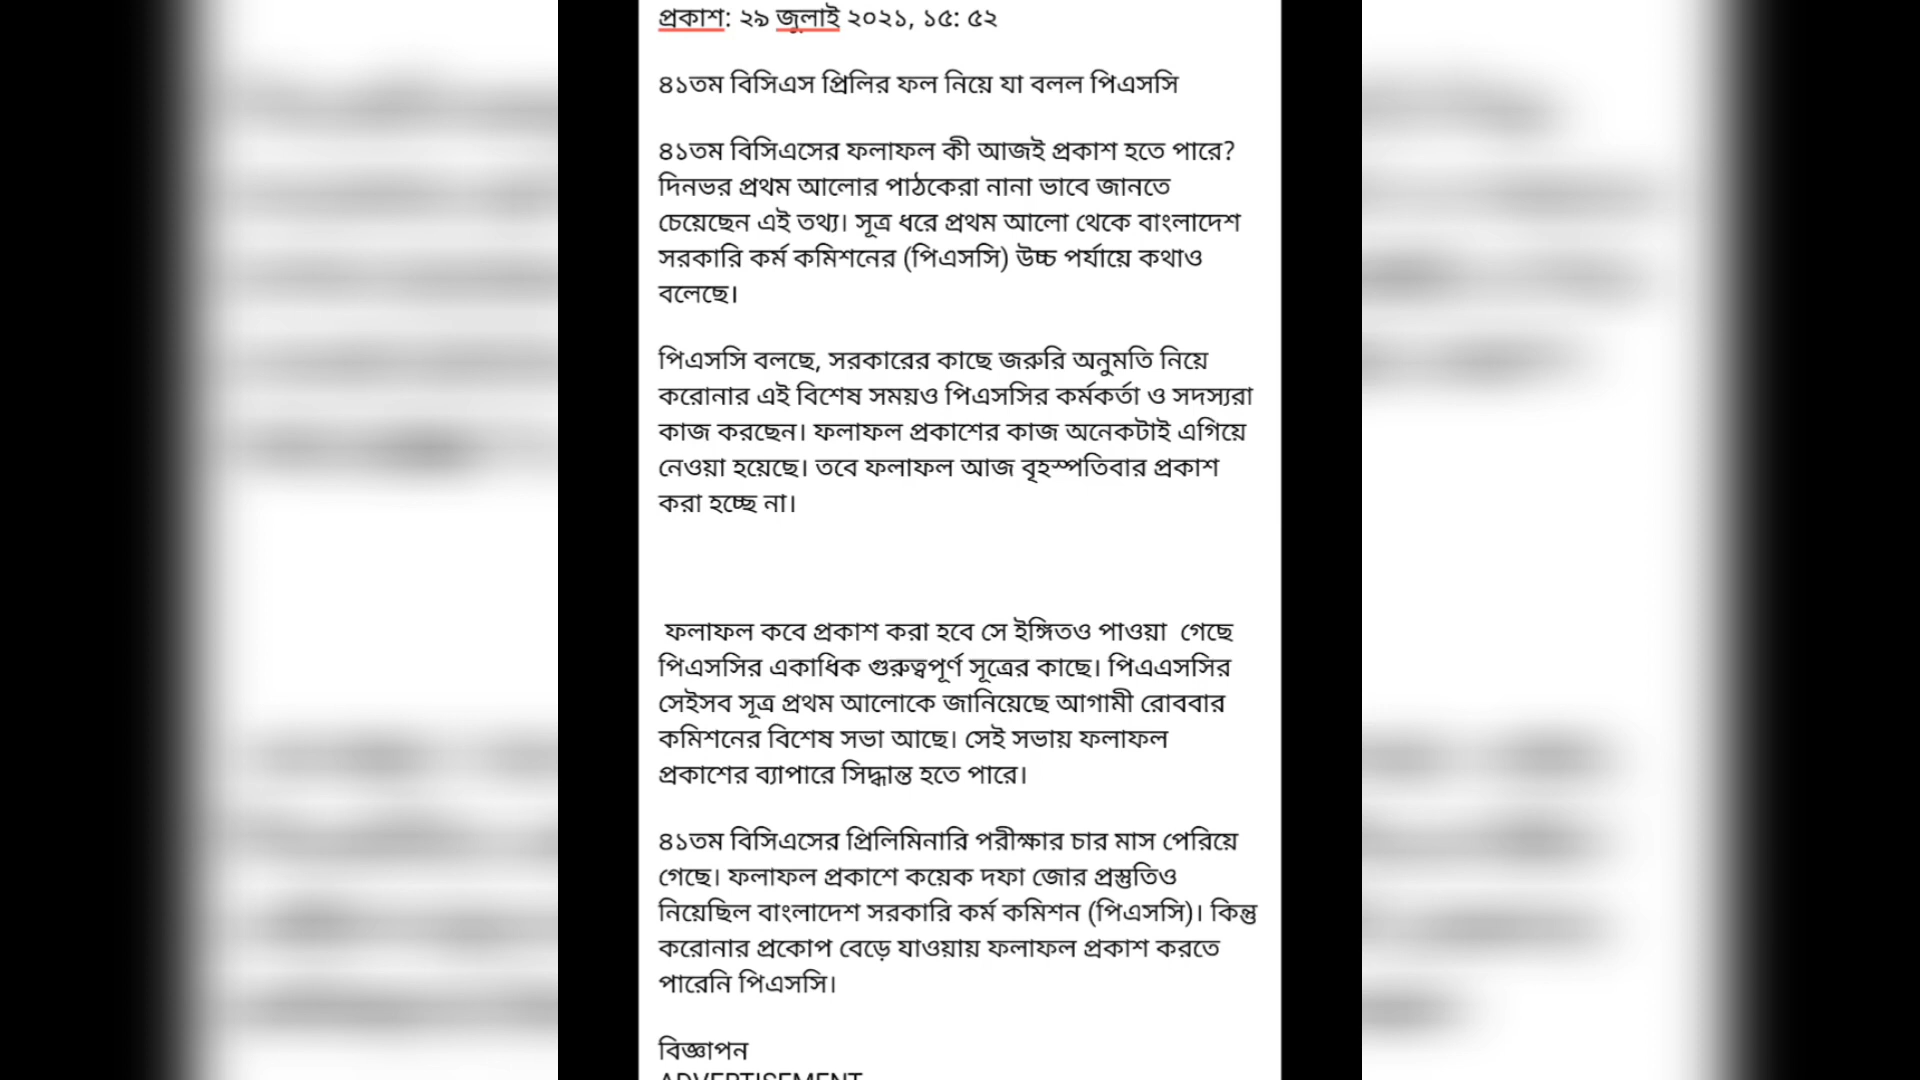 প্রকাশ: ২৯ জুলাই ২০২১, ১৫: ৫২
৪১তম বিসিএস প্রিলির ফল নিয়ে যা বলল পিএসসি
৪১তম বিসিএসের ফলাফল কী আজই প্রকাশ হতে পারে?
দিনভর প্রথম আলোর পাঠকেরা নানা ভাবে জানতে
চেয়েছেন এই তথ্য। সূত্র ধরে প্রথম আলো থেকে বাংলাদেশ
সরকারি কর্ম কমিশনের (পিএসসি) উচ্চ পর্যায়ে কথাও
বলেছে।
পিএসসি বলছে, সরকারের কাছে জরুরি অনুমতি নিয়ে
করোনার এই বিশেষ সময়ও পিএসসির কর্মকর্তা ও সদস্যরা
কাজ করছেন। ফলাফল প্রকাশের কাজ অনেকটাই এগিয়ে
নেওয়া হয়েছে। তবে ফলাফল আজ বৃহস্পতিবার প্রকাশ
করা হচ্ছে না।
ফলাফল কবে প্রকাশ করা হবে সে ইঙ্গিতও পাওয়া  গেছে
পিএসসির একাধিক গুরুত্বপূর্ণ সূত্রের কাছে। পিএএসসির
সেইসব সূত্র প্রথম আলোকে জানিয়েছে আগামী রোববার
কমিশনের বিশেষ সভা আছে। সেই সভায় ফলাফল
প্রকাশের ব্যাপারে সিদ্ধান্ত হতে পারে।
৪১তম বিসিএসের প্রিলিমিনারি পরীক্ষার চার মাস পেরিয়ে
গেছে। ফলাফল প্রকাশে কয়েক দফা জোর প্রস্তুতিও
নিয়েছিল বাংলাদেশ সরকারি কর্ম কমিশন (পিএসসি)। কিন্তু
করোনার প্রকোপ বেড়ে যাওয়ায় ফলাফল প্রকাশ করতে
পারেনি পিএসসি।
বিজ্ঞাপন
ADVERTISEMENT